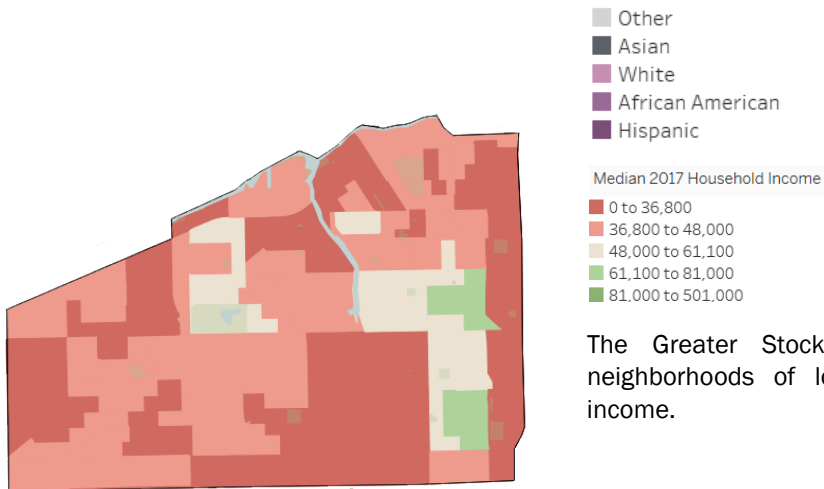 Other
Asian
White
African American
Hispanic
Median 2017 Household Income
0 to 36,800
36,800 to 48,000
48,000 to 61,100
61,100 to 81,000
81,000 to 501,000
The Greater
neighborhoods of
income.